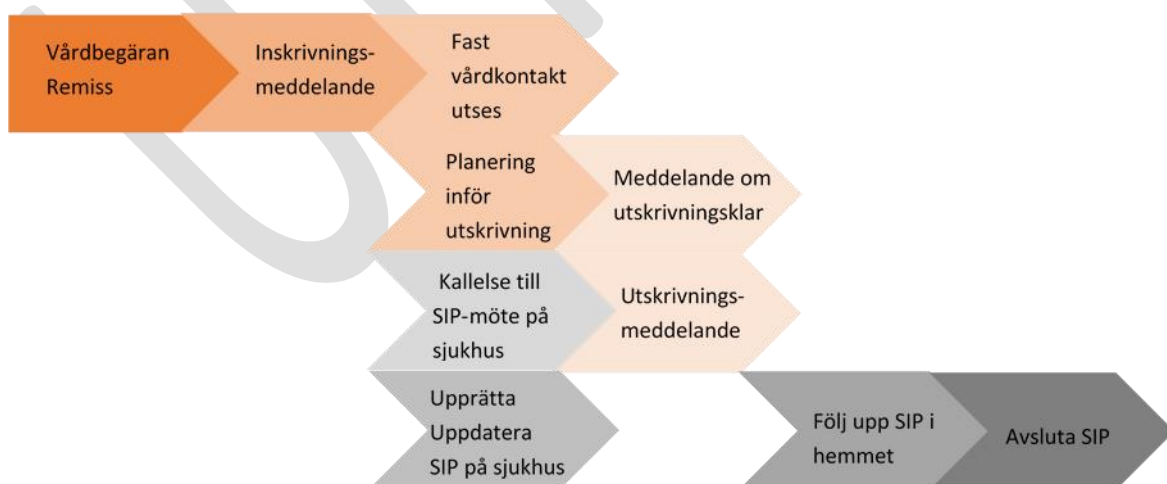 Vårdbegäran
Remiss
Inskrivnings-
meddelande
Fast
vårdkontakt
utses
Planering
inför
utskrivning
Meddelande om
utskrivningsklar
Kallelse till
SIP-möte på
sjukhus
Utskrivnings-
meddelande
Upprätta
Uppdatera
SIP på sjukhus
Följ upp SIP i
hemmet
Avsluta SIP